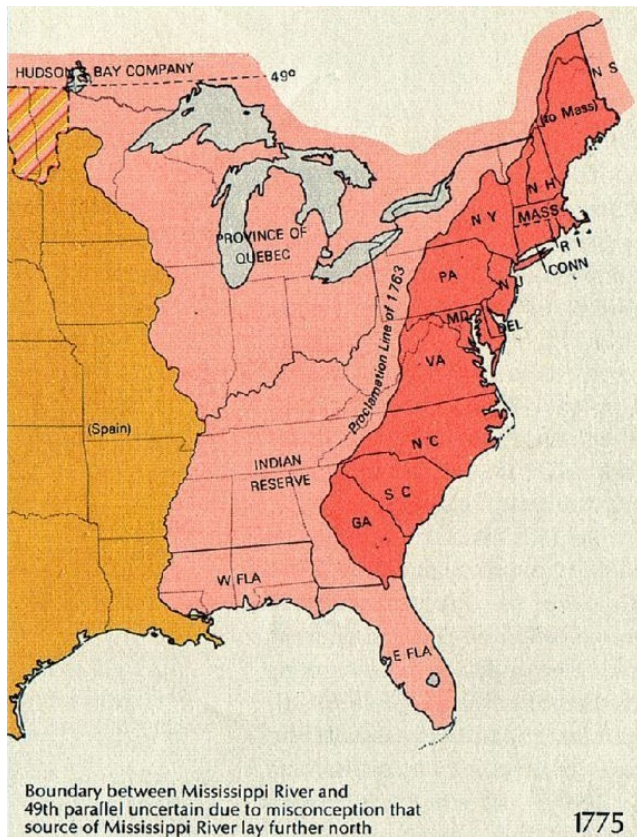 HUDSON'S BAY COMPANY
49º
N S
(to Mass)
N H
N Y
MASS
R I
CONN
PROVINCE OF
QUEBEC
PA
N J
MD
DEL
Proclamation Line of 1763
VA
(Spain)
N C
INDIAN
RESERVE
S C
GA
W FLA
E FLA
Boundary between Mississippi River and
49th parallel uncertain due to misconception that
source of Mississippi River lay further north
1775